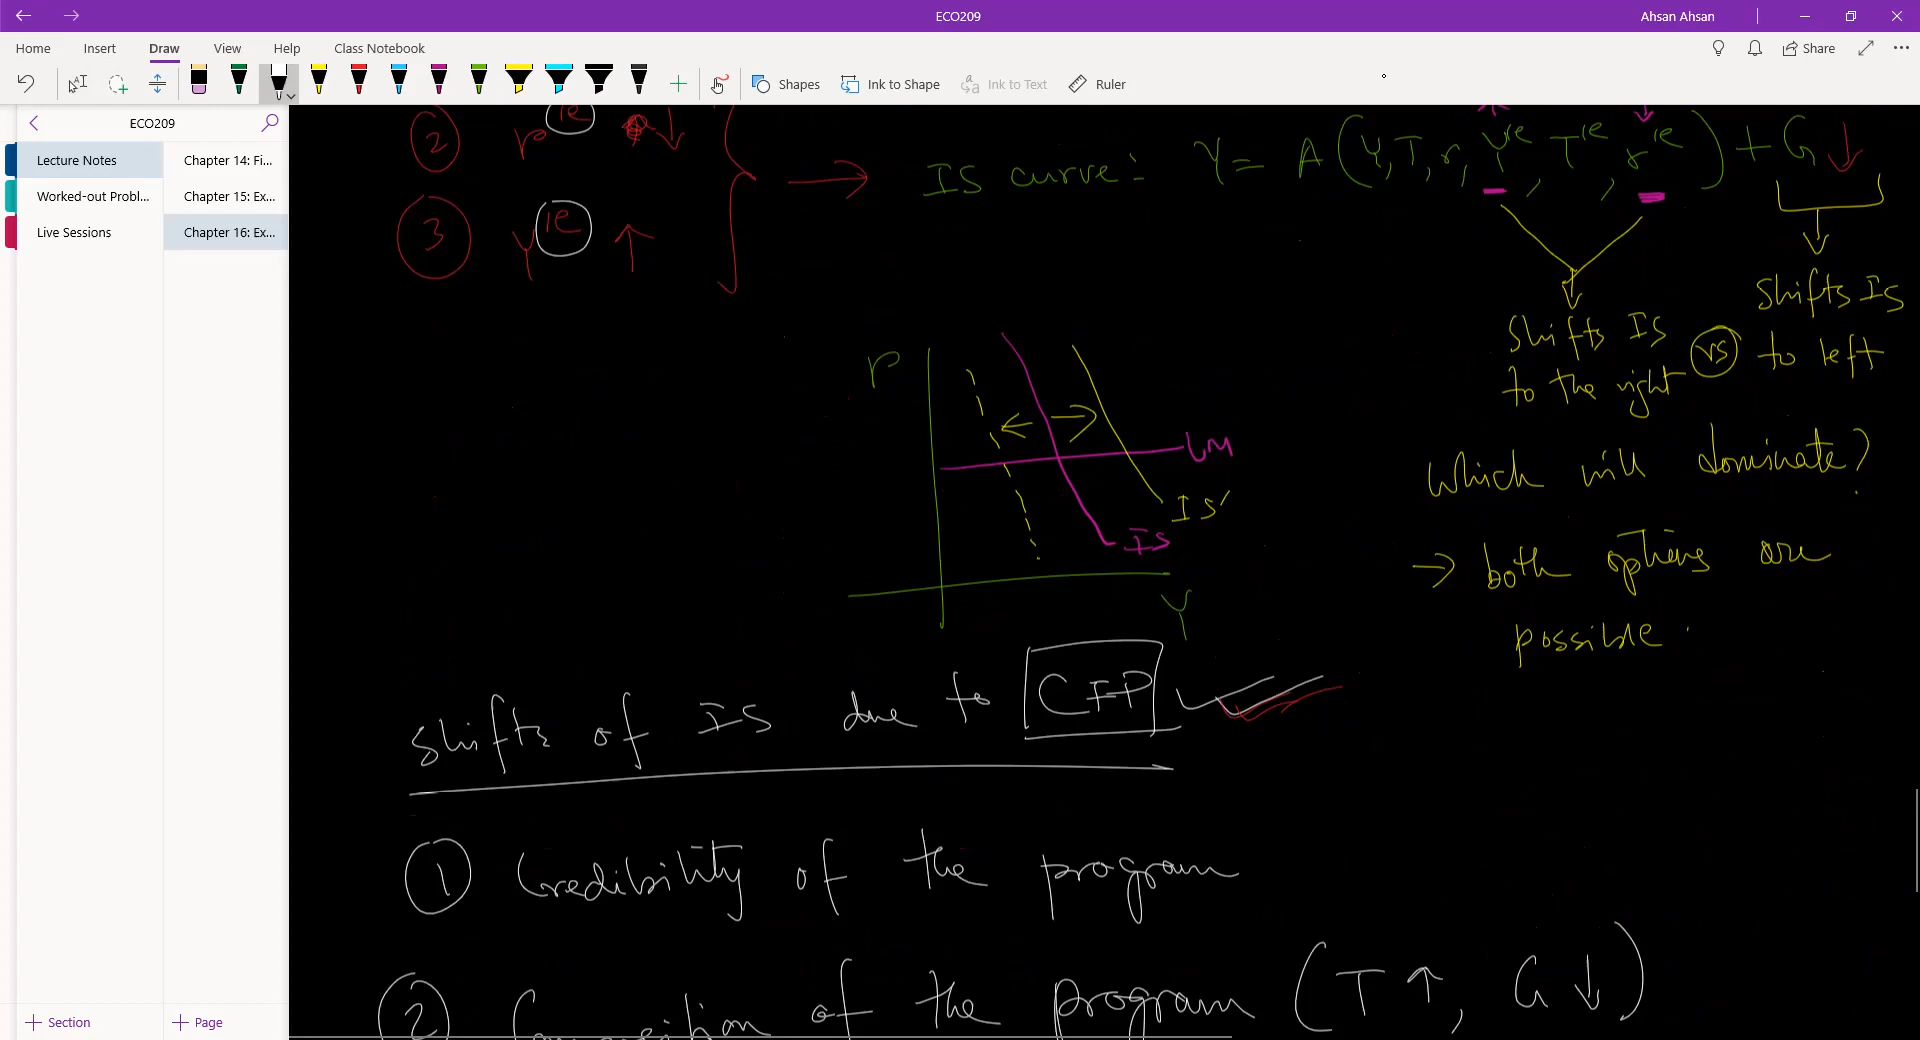 ECO209
Ahsan Ahsan
Home Insert Draw View Help Class Notebook
Share
Shapes Ink to Shape Ink to Text Ruler
ECO209
Lecture Notes
Worked-out Probl...
Live Sessions
Chapter 14: Fi...
Chapter 15: Ex...
Chapter 16: Ex...
2 r'e ↓
3 Y'e ↑
IS curve: Y = A (Y, T, r, Y'e, T'e, r'e) + G ↓
Shifts IS
to the right
vs
Shifts IS
to left
Which will dominate?
→ both options are
possible.
r
LM
IS'
IS
Y
Shifts of IS due to CFP
1 Credibility of the program
2 Composition of the program (T ↑, G ↓)
+ Section
+ Page